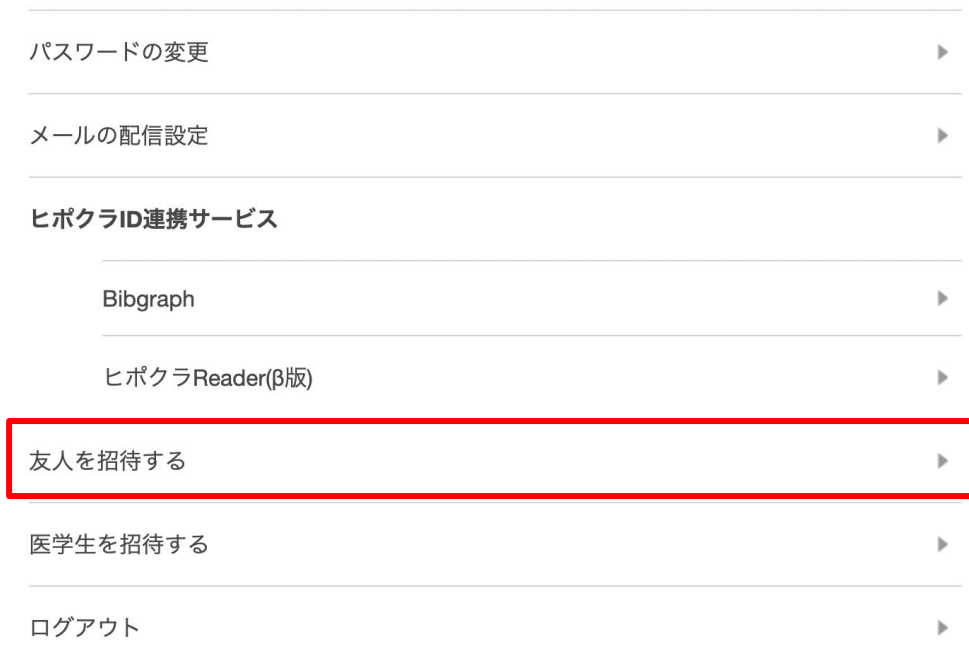 パスワードの変更
メールの配信設定
ヒポクラID連携サービス
Bibgraph
ヒポクラReader(β版)
友人を招待する
医学生を招待する
ログアウト